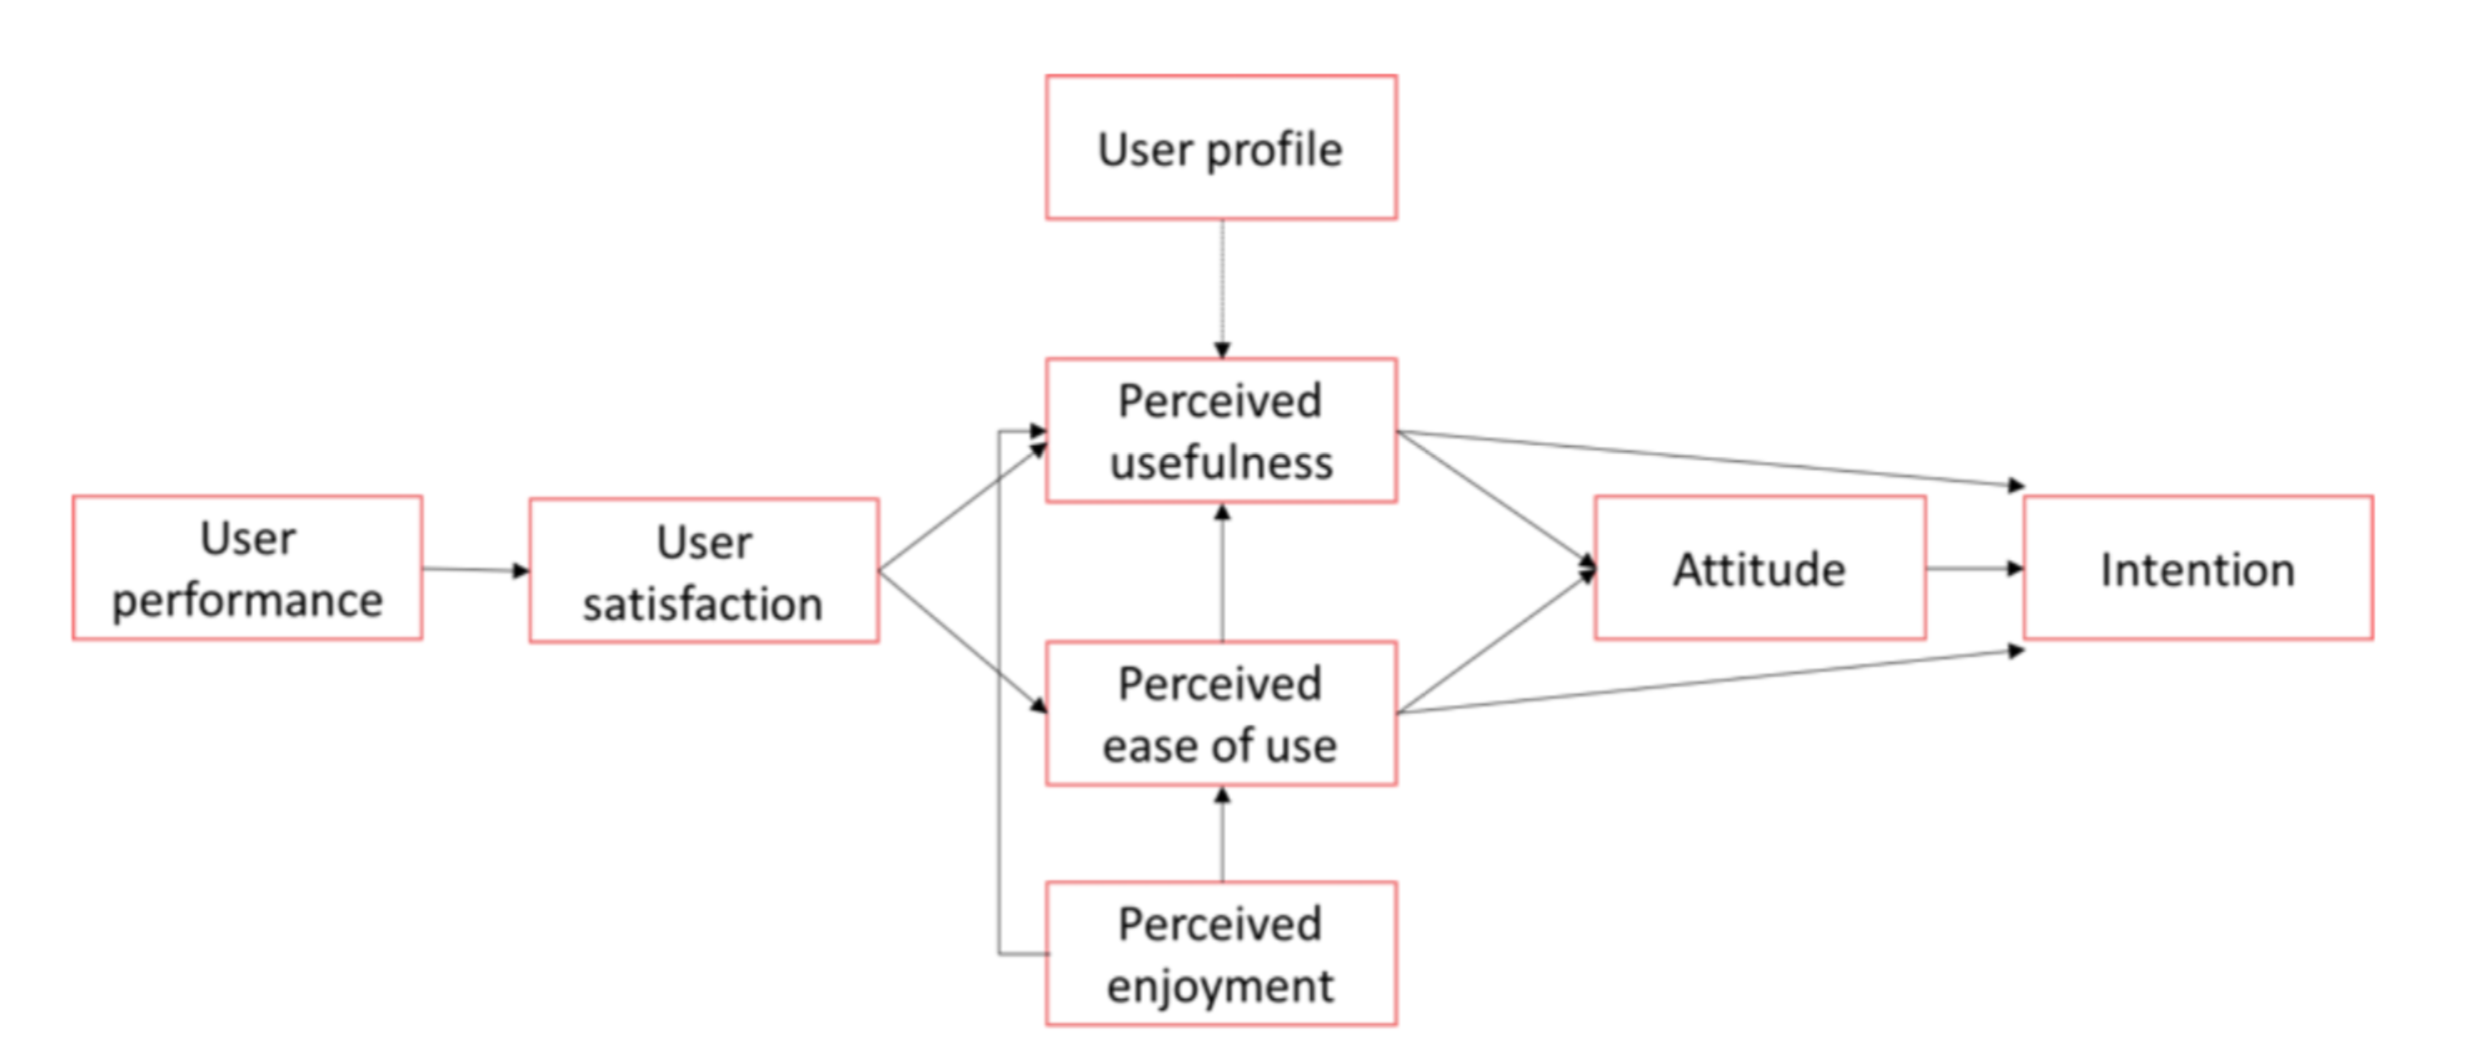 User profile
Perceived
usefulness
User
performance
User
satisfaction
Attitude
Intention
Perceived
ease of use
Perceived
enjoyment